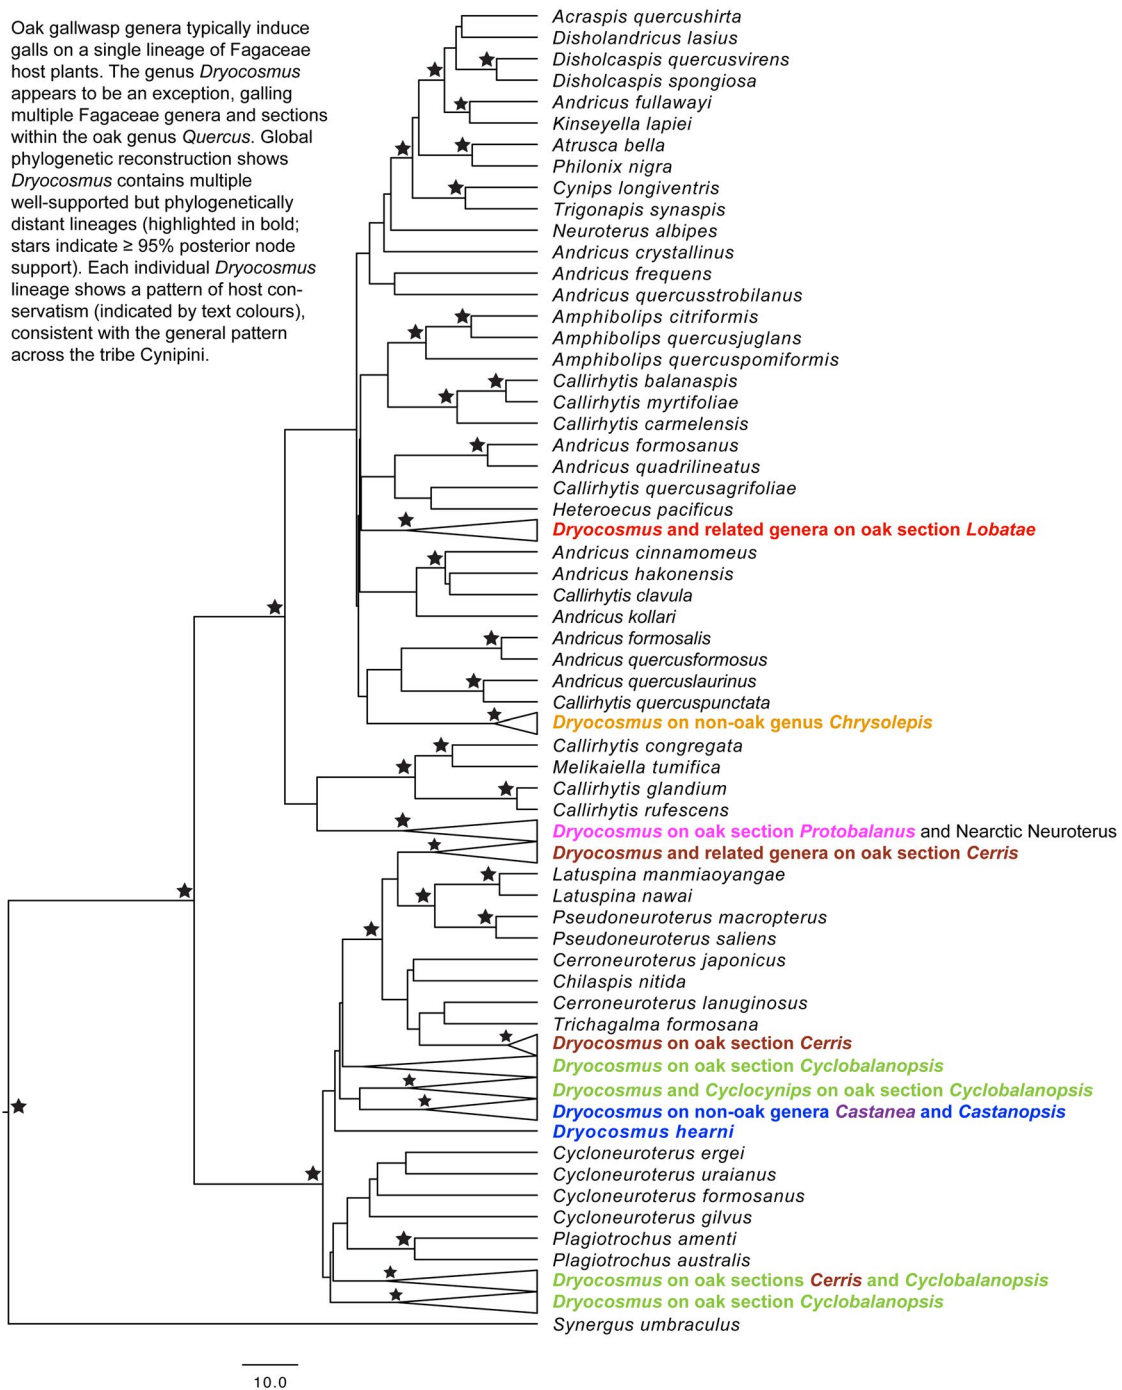 Oak gallwasp genera typically induce
galls on a single lineage of Fagaceae
host plants. The genus Dryocosmus
appears to be an exception, galling
multiple Fagaceae genera and sections
within the oak genus Quercus. Global
phylogenetic reconstruction shows
Dryocosmus contains multiple
well-supported but phylogenetically
distant lineages (highlighted in bold;
stars indicate ≥ 95% posterior node
support). Each individual Dryocosmus
lineage shows a pattern of host con-
servatism (indicated by text colours),
consistent with the general pattern
across the tribe Cynipini.
Acraspis quercushirta
Disholandricus lasius
Disholcaspis quercusvirens
Disholcaspis spongiosa
Andricus fullawayi
Kinseyella lapiei
Atrusca bella
Philonix nigra
Cynips longiventris
Trigonapis synaspis
Neuroterus albipes
Andricus crystallinus
Andricus frequens
Andricus quercusstrobilanus
Amphibolips citriformis
Amphibolips quercusjuglans
Amphibolips quercuspomiformis
Callirhytis balanaspis
Callirhytis myrtifoliae
Callirhytis carmelensis
Andricus formosanus
Andricus quadrilineatus
Callirhytis quercusagrifoliae
Heteroecus pacificus
Dryocosmus and related genera on oak section Lobatae
Andricus cinnamomeus
Andricus hakonensis
Callirhytis clavula
Andricus kollari
Andricus formosalis
Andricus quercusformosus
Andricus quercuslaurinus
Callirhytis quercuspunctata
Dryocosmus on non-oak genus Chrysolepis
Callirhytis congregata
Melikaiella tumifica
Callirhytis glandium
Callirhytis rufescens
Dryocosmus on oak section Protobalanus and Nearctic Neuroterus
Dryocosmus and related genera on oak section Cerris
Latuspina manmiaoyangae
Latuspina nawai
Pseudoneuroterus macropterus
Pseudoneuroterus saliens
Cerroneuroterus japonicus
Chilaspis nitida
Cerroneuroterus lanuginosus
Trichagalma formosana
Dryocosmus on oak section Cerris
Dryocosmus on oak section Cyclobalanopsis
Dryocosmus and Cyclocynips on oak section Cyclobalanopsis
Dryocosmus on non-oak genera Castanea and Castanopsis
Dryocosmus hearni
Cycloneuroterus ergei
Cycloneuroterus uraianus
Cycloneuroterus formosanus
Cycloneuroterus gilvus
Plagiotrochus amenti
Plagiotrochus australis
Dryocosmus on oak sections Cerris and Cyclobalanopsis
Dryocosmus on oak section Cyclobalanopsis
Synergus umbraculus
10.0